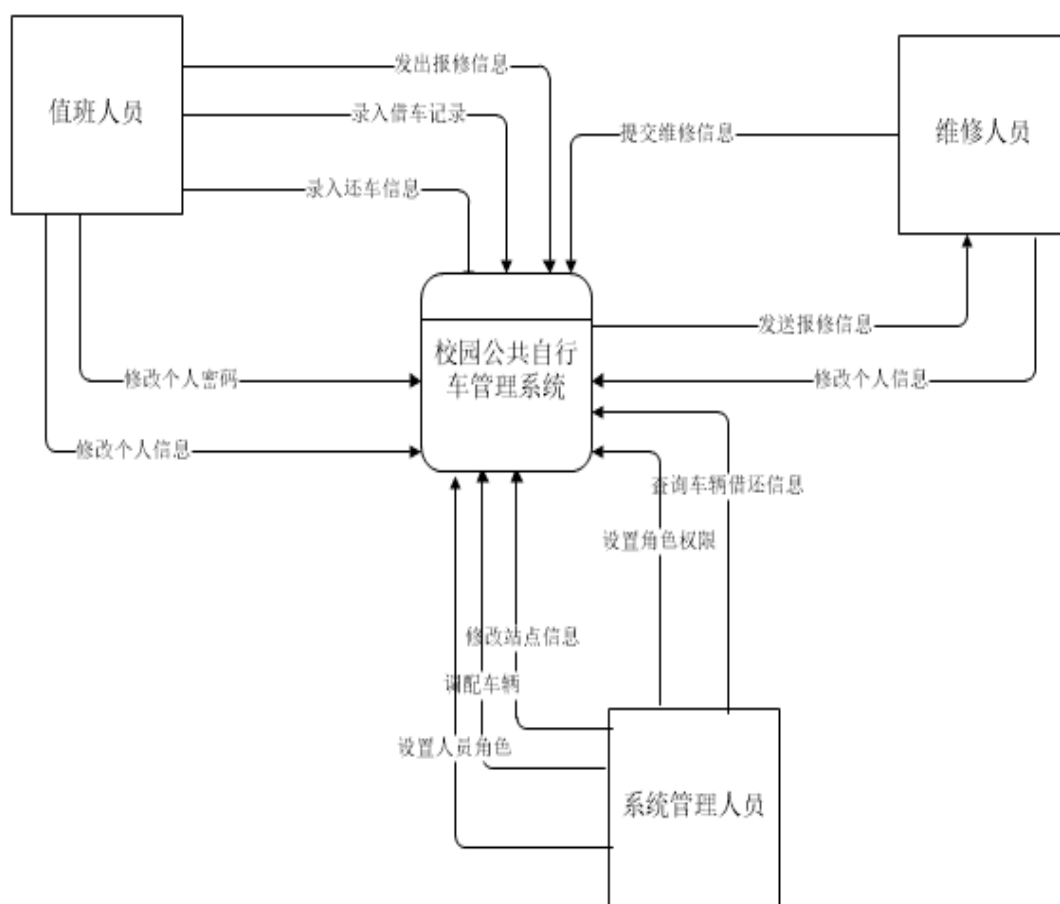 值班人员
发出报修信息
录入借车记录
录入还车信息
提交维修信息
维修人员
校园公共自行
车管理系统
发送报修信息
修改个人密码
修改个人信息
修改个人信息
查询车辆借还信息
设置角色权限
修改站点信息
调配车辆
设置人员角色
系统管理人员